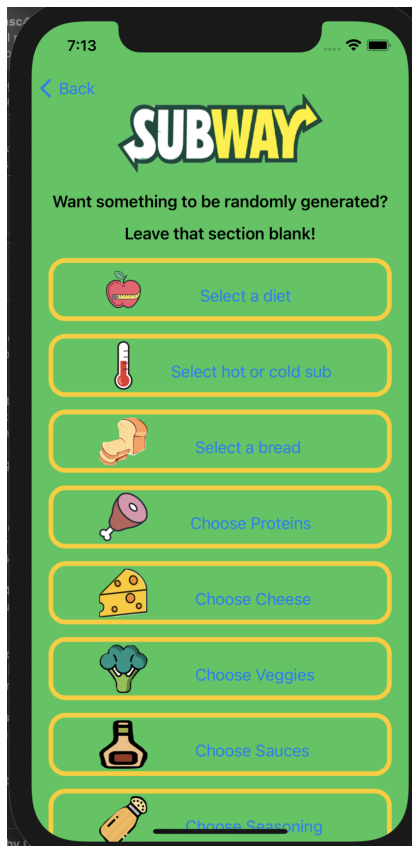 7:13
Back
SUBWAY
Want something to be randomly generated?
Leave that section blank!
Select a diet
Select hot or cold sub
Select a bread
Choose Proteins
Choose Cheese
Choose Veggies
Choose Sauces
Choose Seasoning